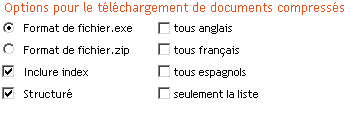 Options pour le téléchargement de documents compressés
Format de fichier.exe tous anglais
Format de fichier.zip tous français
Inclure index tous espagnols
Structuré seulement la liste